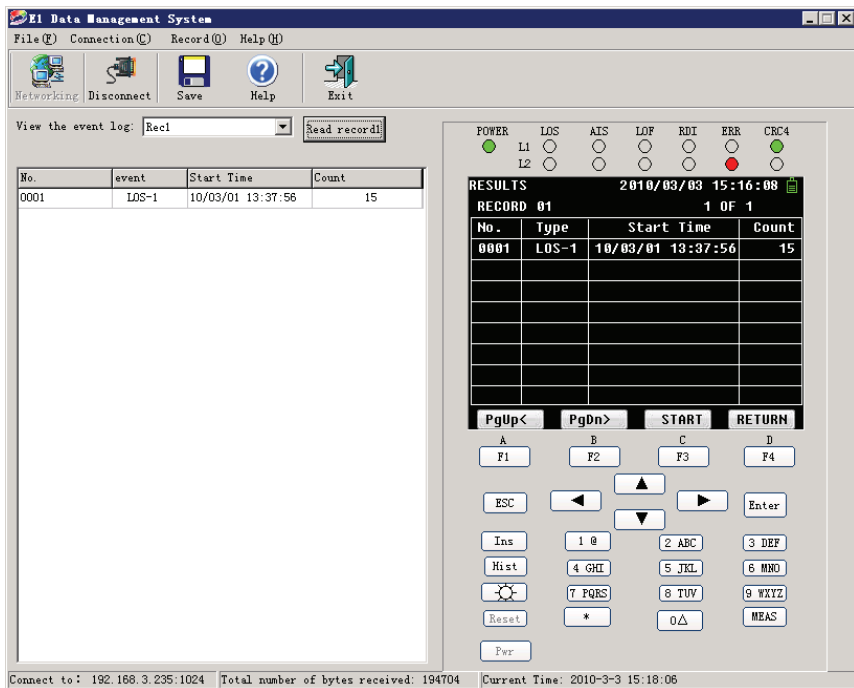 E1 Data Management System
File(F) Connection(C) Record(Q) Help(H)
Networking Disconnect Save Help Exit
View the event log: Rec1 Read record1
No. event Start Time Count
0001 LOS-1 10/03/01 13:37:56 15
POWER LOS AIS LOF RDI ERR CRC4
L1
L2
RESULTS 2010/03/03 15:16:08
RECORD 01 1 OF 1
No. Type Start Time Count
0001 LOS-1 10/03/01 13:37:56 15
PgUp< PgDn> START RETURN
A B C D
F1 F2 F3 F4
ESC Enter
Ins 1 @ 2 ABC 3 DEF
Hist 4 GHI 5 JKL 6 MNO
7 PQRS 8 TUV 9 WXYZ
Reset * 0△ MEAS
Pwr
Connect to: 192.168.3.235:1024 Total number of bytes received: 194704 Current Time: 2010-3-3 15:18:06